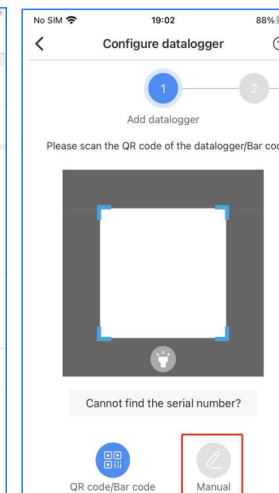 No SIM 19:02 88%
Configure datalogger
1 2
Add datalogger
Please scan the QR code of the datalogger/Bar
Cannot find the serial number?
QR code/Bar code Manual